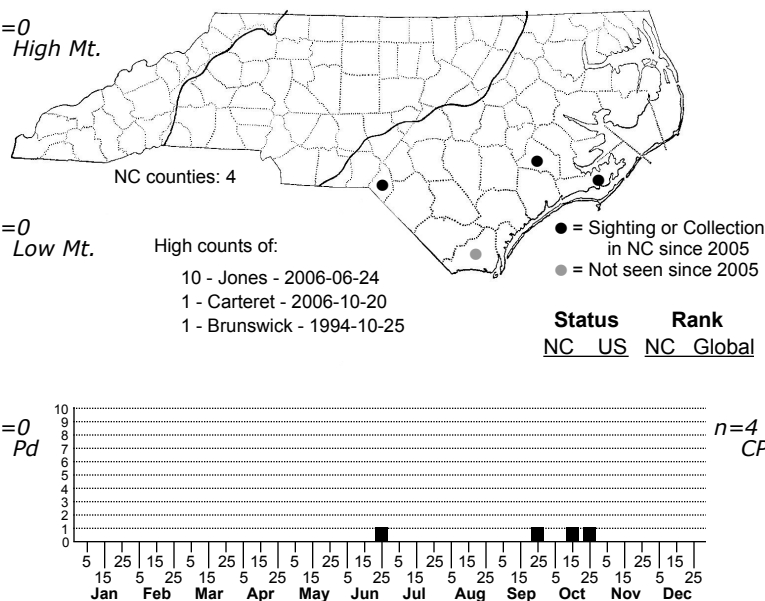 =0
High Mt.
NC counties: 4
=0
Low Mt.
High counts of:
10 - Jones - 2006-06-24
1 - Carteret - 2006-10-20
1 - Brunswick - 1994-10-25
= Sighting or Collection
in NC since 2005
= Not seen since 2005
Status Rank
NC US NC Global
=0
Pd
n=4
CP
10
9
8
7
6
5
4
3
2
1
0
5 25 15 5 25 15 5 25 15 5 25 15 5 25 15 5 25 15
15 5 25 15 5 25 15 5 25 15 5 25 15 5 25 15 5 25
Jan Feb Mar Apr May Jun Jul Aug Sep Oct Nov Dec